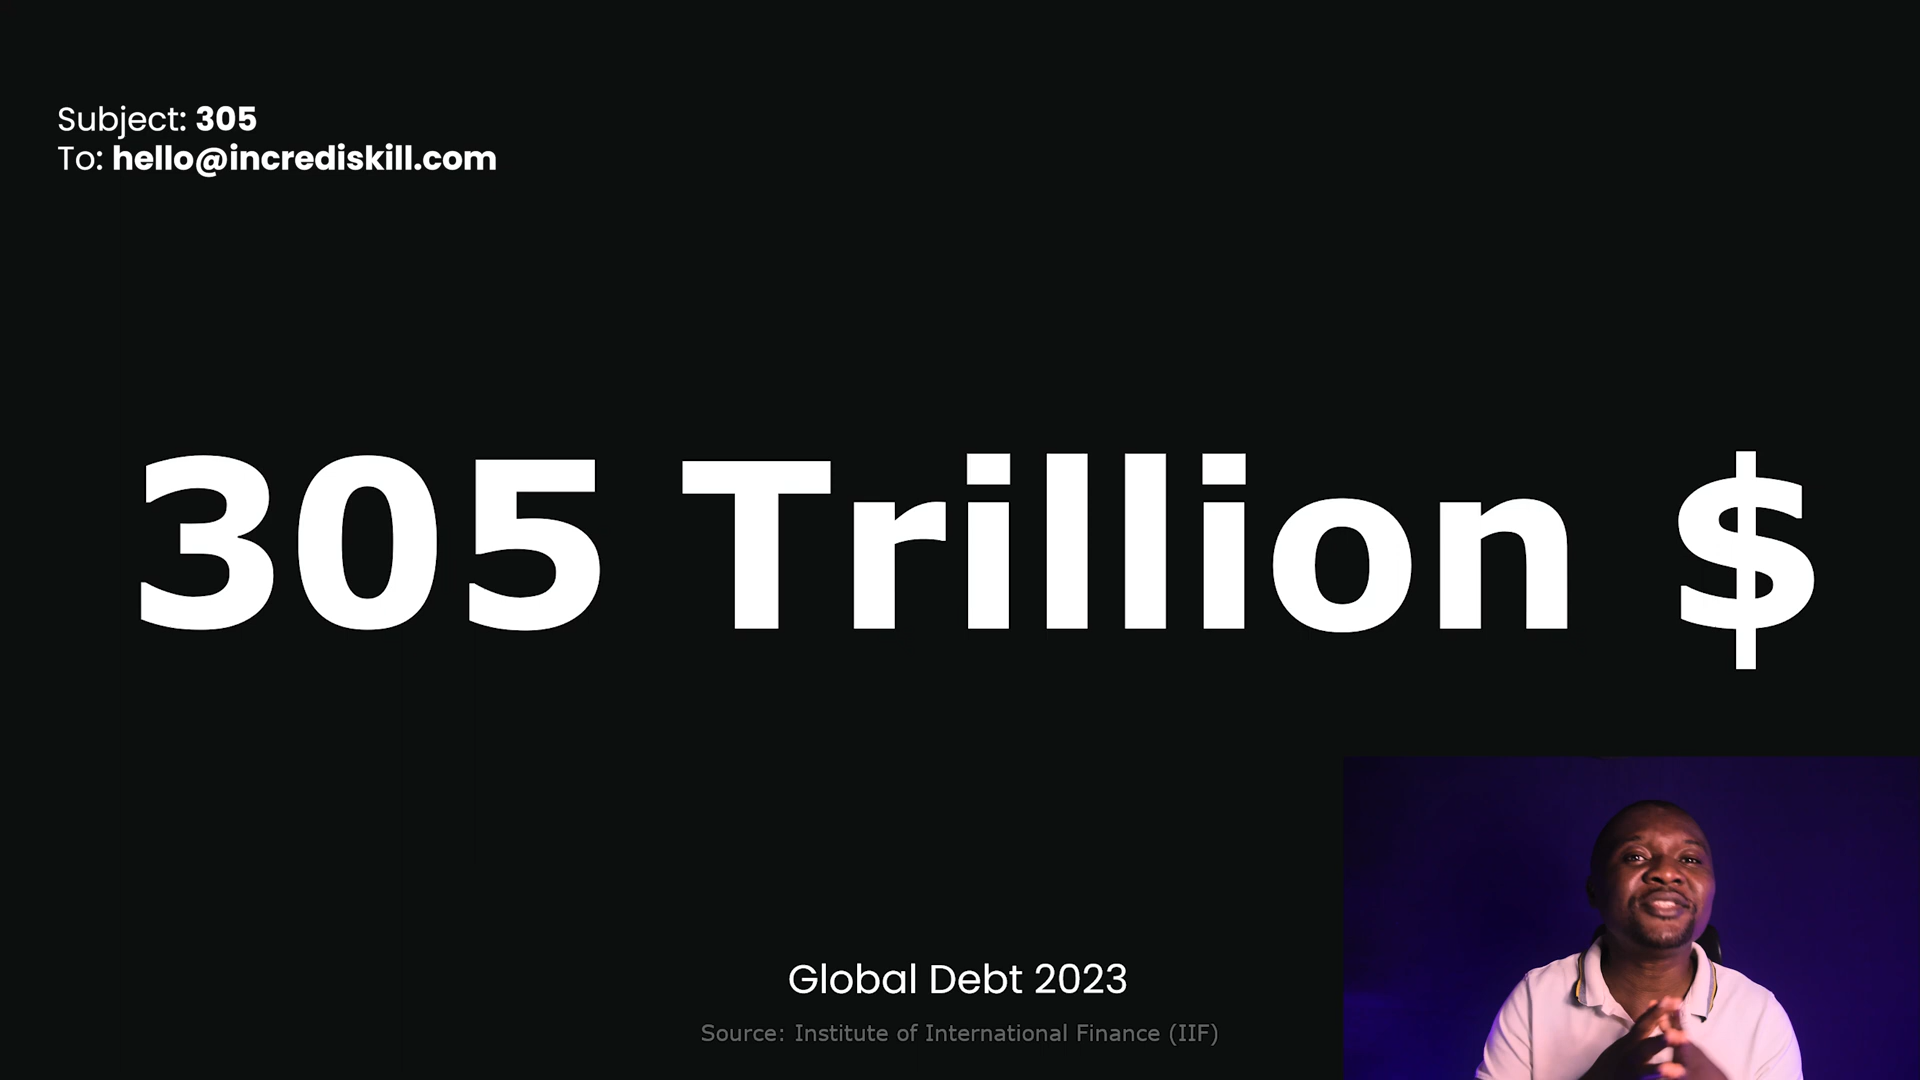 Subject: 305
To: hello@incrediskill.com
305 Trillion $
Global Debt 2023
Source: Institute of International Finance (IIF)